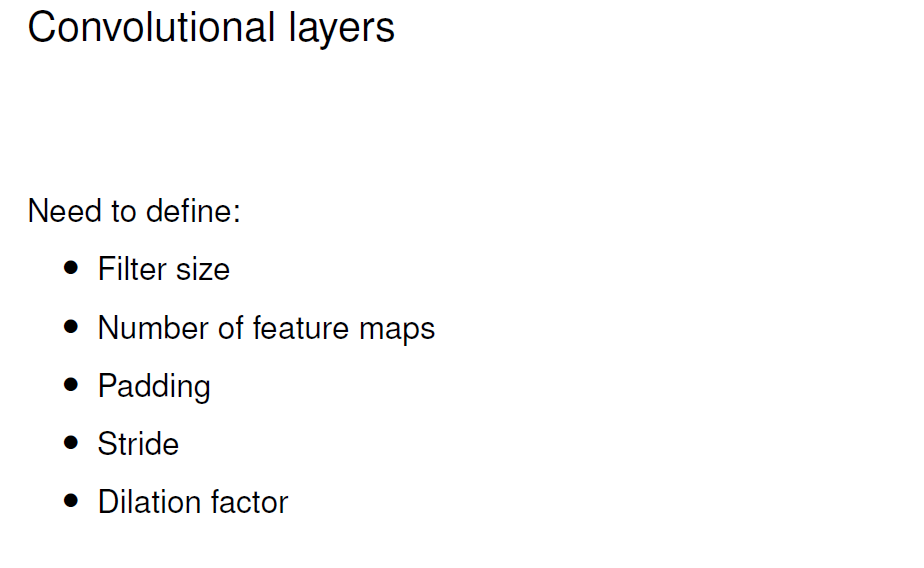 Convolutional layers
Need to define:
• Filter size
• Number of feature maps
• Padding
• Stride
• Dilation factor